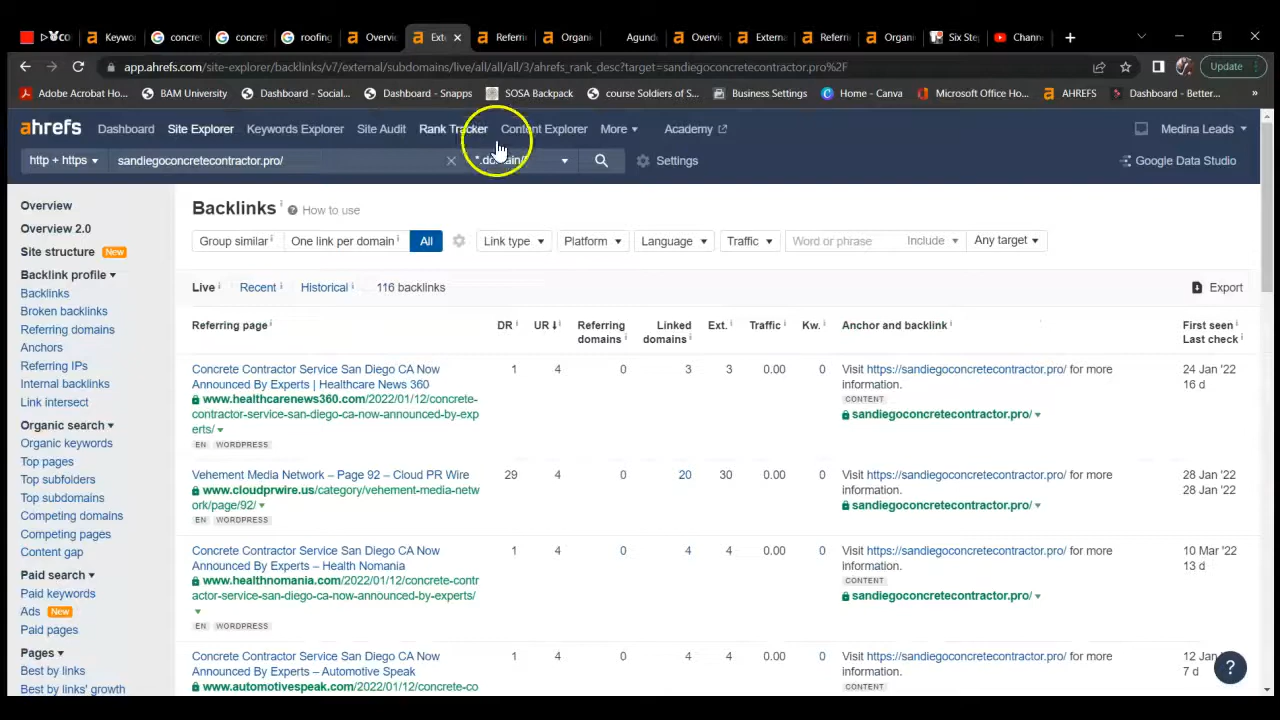 CO
Keywo
concre
concre
roofing
Overvi
Exte
Referri
Organi
Agund
Overvi
Externa
Referri
Organi
Six Ste
Chann
app.ahrefs.com/site-explorer/backlinks/v7/external/subdomains/live/all/all/all/3/ahrefs_rank_desc?target=sandiegoconcretecontractor.pro%2F
Update
Adobe Acrobat Ho...
BAM University
Dashboard - Social...
Dashboard - Snapps
SOSA Backpack
course Soldiers of S...
Business Settings
Home - Canva
Microsoft Office Ho...
AHREFS
Dashboard - Better...
»
ahrefs
Dashboard
Site Explorer
Keywords Explorer
Site Audit
Rank Tracker
Content Explorer
More
Academy
Medina Leads
http + https
sandiegoconcretecontractor.pro/
*.domain/
Settings
Google Data Studio
Overview
Overview 2.0
Site structure New
Backlink profile
Backlinks
Broken backlinks
Referring domains
Anchors
Referring IPs
Internal backlinks
Link intersect
Organic search
Organic keywords
Top pages
Top subfolders
Top subdomains
Competing domains
Competing pages
Content gap
Paid search
Paid keywords
Ads New
Paid pages
Pages
Best by links
Best by links' growth
Backlinks i ? How to use
Group similar i
One link per domain i
All
Link type
Platform
Language
Traffic
Word or phrase
Include
Any target
Live i
Recent i
Historical i
116 backlinks
Export
Referring page i
DR i
UR i
Referring domains
Linked domains
Ext. i
Traffic i
Kw. i
Anchor and backlink i
First seen i
Last check i
Concrete Contractor Service San Diego CA Now
Announced By Experts | Healthcare News 360
www.healthcarenews360.com/2022/01/12/concrete-
contractor-service-san-diego-ca-now-announced-by-exp
erts/
EN WORDPRESS
1 4 0 3 3 0.00 0
Visit https://sandiegoconcretecontractor.pro/ for more
information.
CONTENT
sandiegoconcretecontractor.pro/
24 Jan '22
16 d
Vehement Media Network – Page 92 – Cloud PR Wire
www.cloudprwire.us/category/vehement-media-netw
ork/page/92/
EN WORDPRESS
29 4 0 20 30 0.00 0
Visit https://sandiegoconcretecontractor.pro/ for more
information.
sandiegoconcretecontractor.pro/
28 Jan '22
28 Jan '22
Concrete Contractor Service San Diego CA Now
Announced By Experts – Health Nomania
www.healthnomania.com/2022/01/12/concrete-contr
actor-service-san-diego-ca-now-announced-by-experts/
EN WORDPRESS
1 4 0 4 4 0.00 0
Visit https://sandiegoconcretecontractor.pro/ for more
information.
CONTENT
sandiegoconcretecontractor.pro/
10 Mar '22
13 d
Concrete Contractor Service San Diego CA Now
Announced By Experts – Automotive Speak
www.automotivespeak.com/2022/01/12/concrete-co
1 4 0 4 4 0.00 0
Visit https://sandiegoconcretecontractor.pro/ for more
information.
CONTENT
12 Jan '22
7 d
?